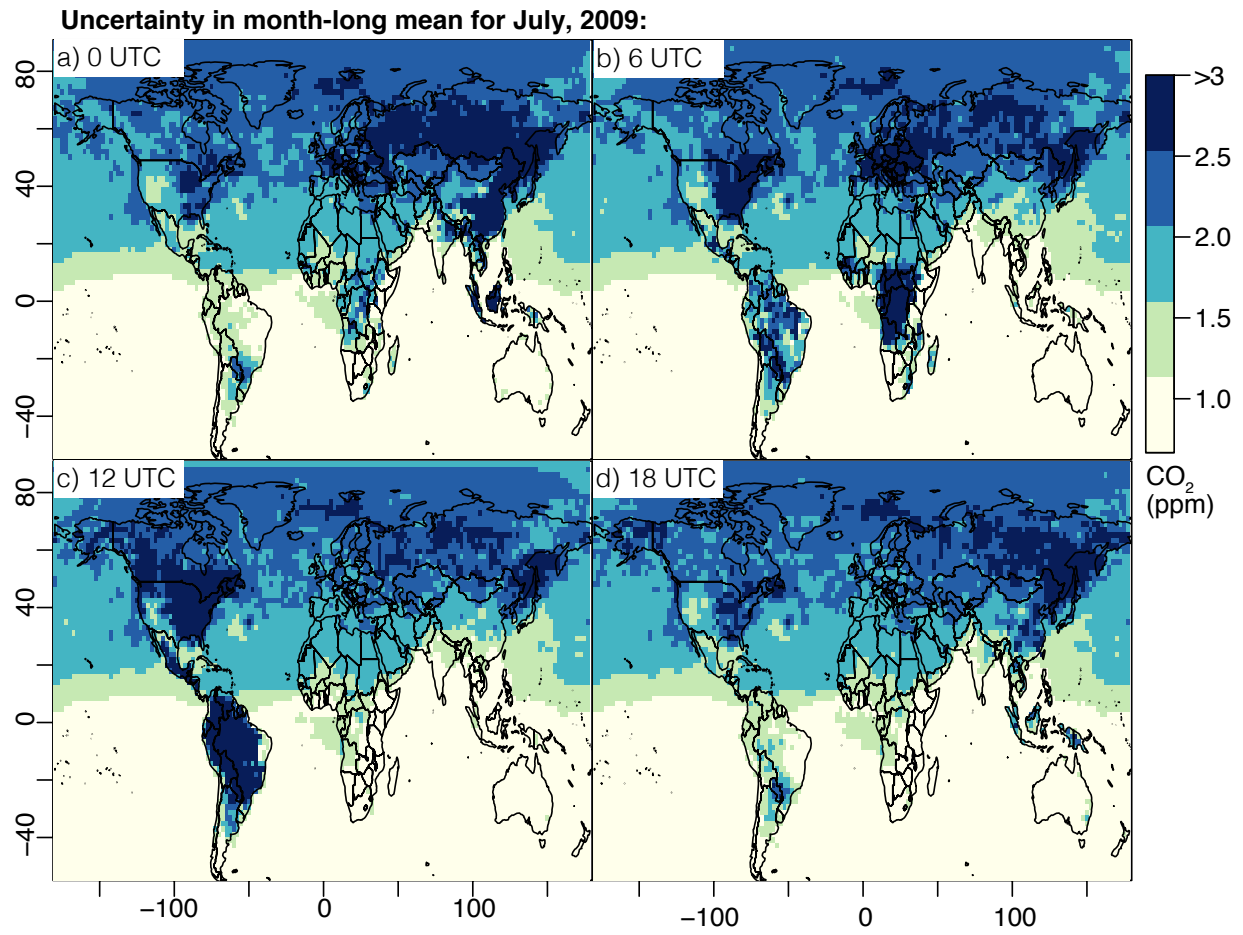 Uncertainty in month-long mean for July, 2009:
a) 0 UTC
b) 6 UTC
80
40
0
−40
>3
2.5
2.0
1.5
1.0
CO2
(ppm)
c) 12 UTC
d) 18 UTC
80
40
0
−40
−100 0 100
−100 0 100